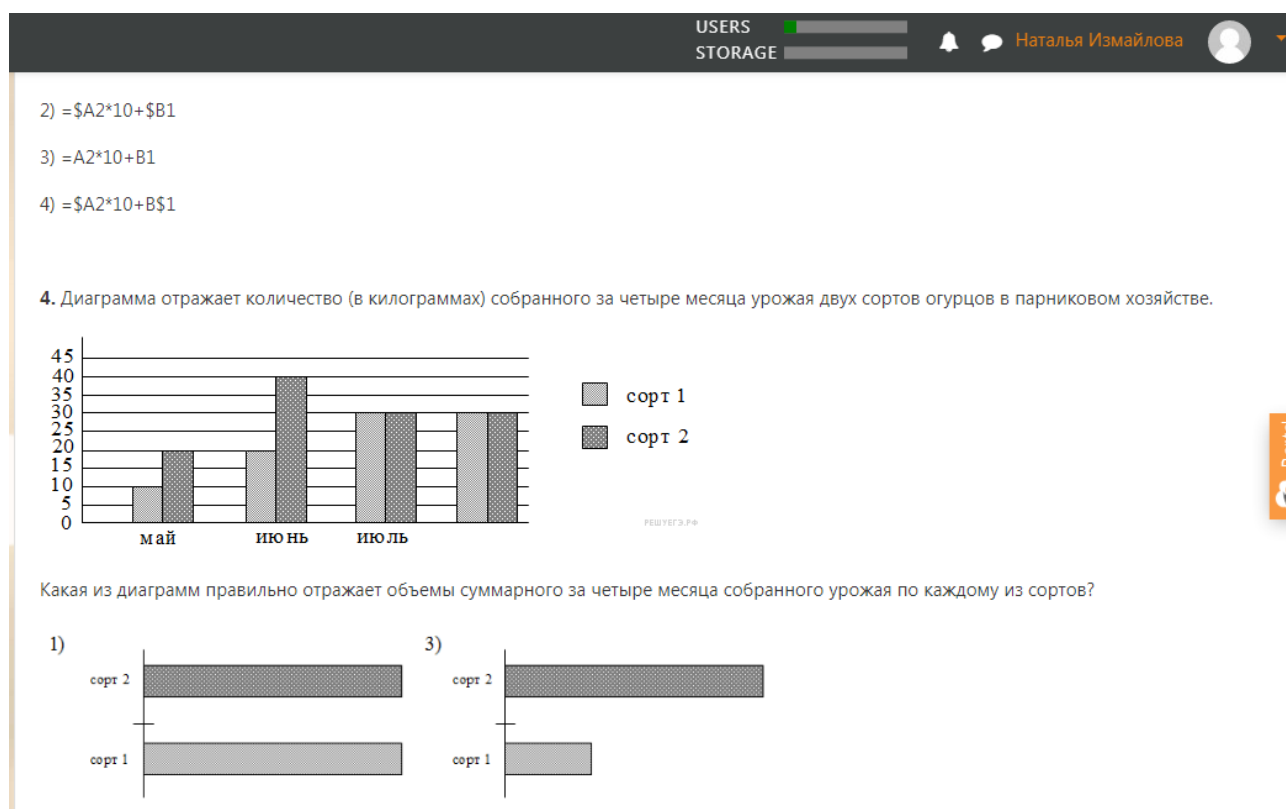 USERS
STORAGE
Наталья Измайлова
2) =$A2*10+$B1
3) =A2*10+B1
4) =$A2*10+B$1
4. Диаграмма отражает количество (в килограммах) собранного за четыре месяца урожая двух сортов огурцов в парниковом хозяйстве.
45
40
35
30
25
20
15
10
5
0
май июнь июль
сорт 1
сорт 2
РЕШУЕГЭ.РФ
Какая из диаграмм правильно отражает объемы суммарного за четыре месяца собранного урожая по каждому из сортов?
1)
сорт 2
сорт 1
3)
сорт 2
сорт 1